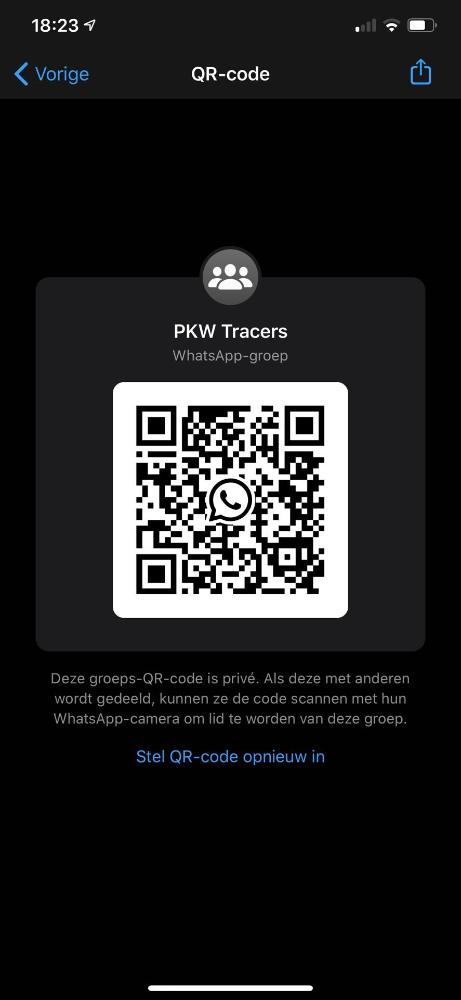 18:23
Vorige
QR-code
PKW Tracers
WhatsApp-groep
Deze groeps-QR-code is privé. Als deze met anderen
wordt gedeeld, kunnen ze de code scannen met hun
WhatsApp-camera om lid te worden van deze groep.
Stel QR-code opnieuw in